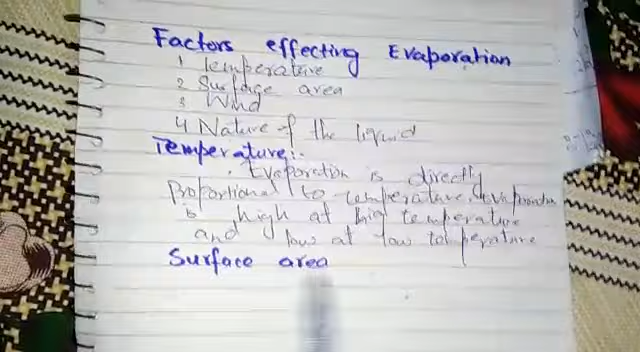 Factors effecting Evaporation
1 Temperature
2 Surface area
3 Wind
4 Nature of the liquid
Temperature:-
Evaporation is directly
proportional to temperature. Evaporation
is high at high temperature
and low at low temperature
Surface area